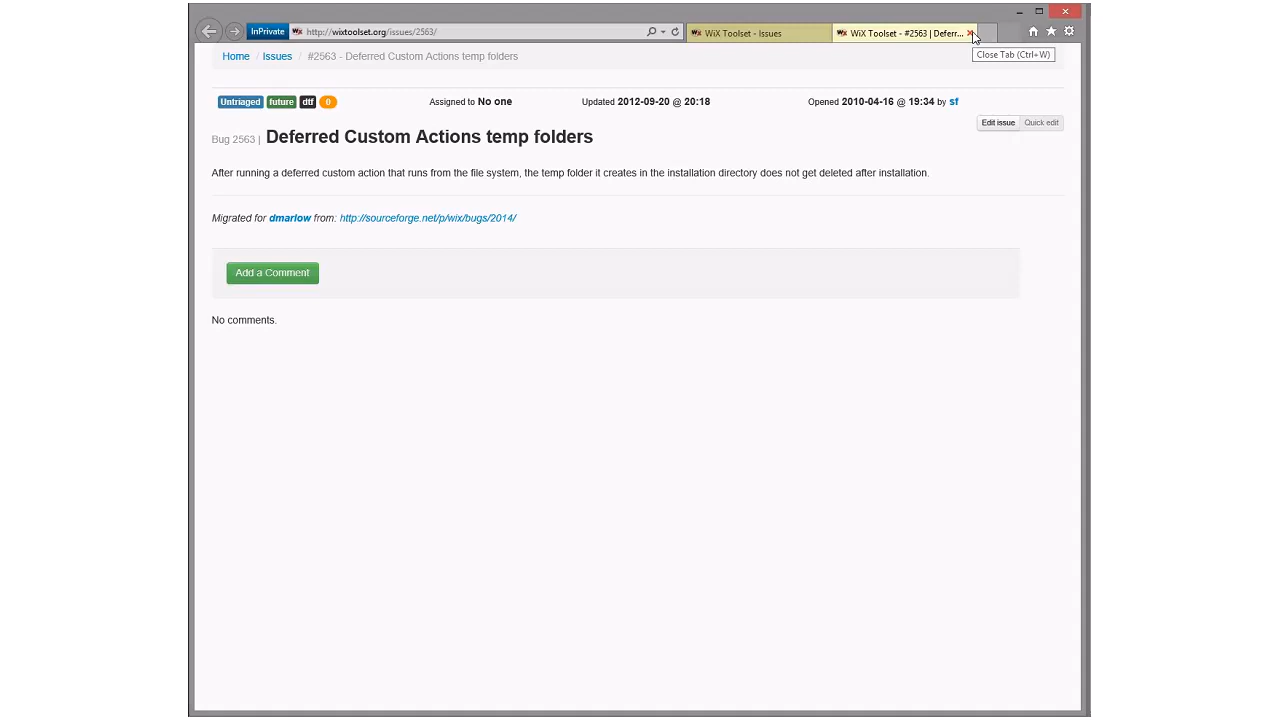 InPrivate http://wixtoolset.org/issues/2563/ WiX Toolset - Issues WiX Toolset - #2563 | Deferr...
Close Tab (Ctrl+W)
Home / Issues / #2563 - Deferred Custom Actions temp folders
Untriaged future dtf 0 Assigned to No one Updated 2012-09-20 @ 20:18 Opened 2010-04-16 @ 19:34 by sf
Edit issue Quick edit
Bug 2563 | Deferred Custom Actions temp folders
After running a deferred custom action that runs from the file system, the temp folder it creates in the installation directory does not get deleted after installation.
Migrated for dmarlow from: http://sourceforge.net/p/wix/bugs/2014/
Add a Comment
No comments.